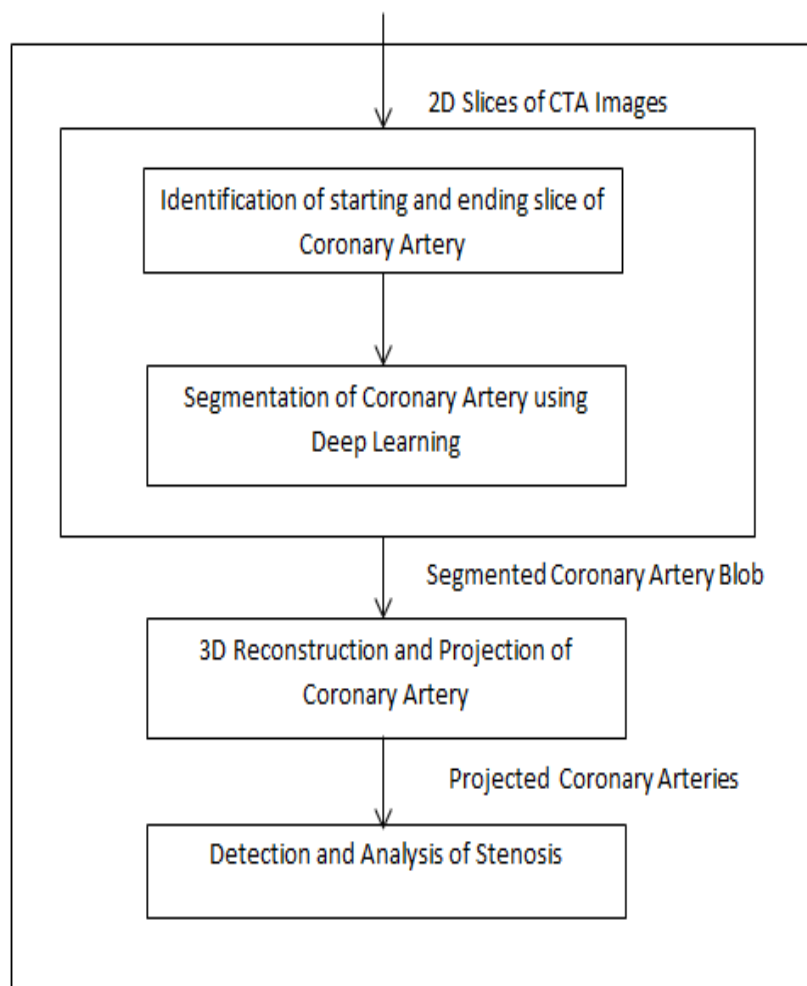 2D Slices of CTA Images
Identification of starting and ending slice of
Coronary Artery
Segmentation of Coronary Artery using
Deep Learning
Segmented Coronary Artery Blob
3D Reconstruction and Projection of
Coronary Artery
Projected Coronary Arteries
Detection and Analysis of Stenosis